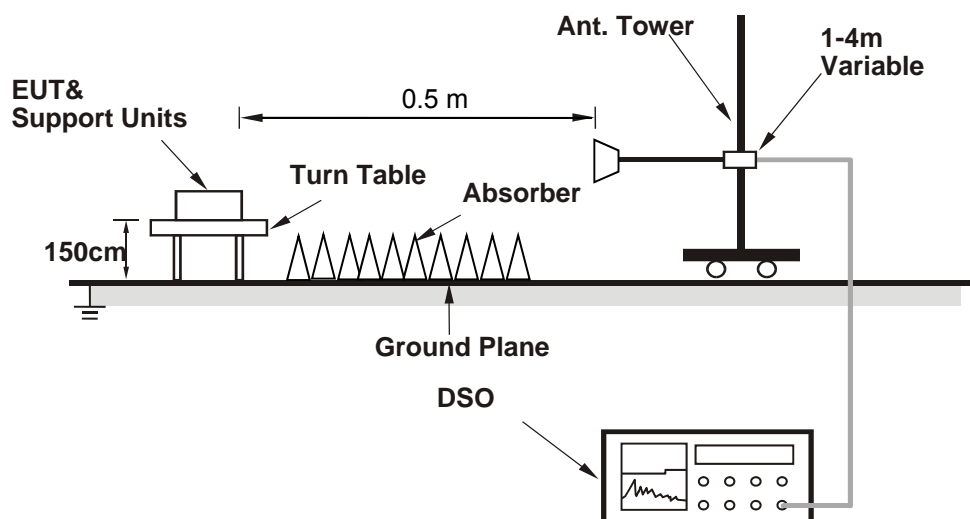 Ant. Tower
1-4m
Variable
EUT&
Support Units
0.5 m
Turn Table
Absorber
150cm
Ground Plane
DSO